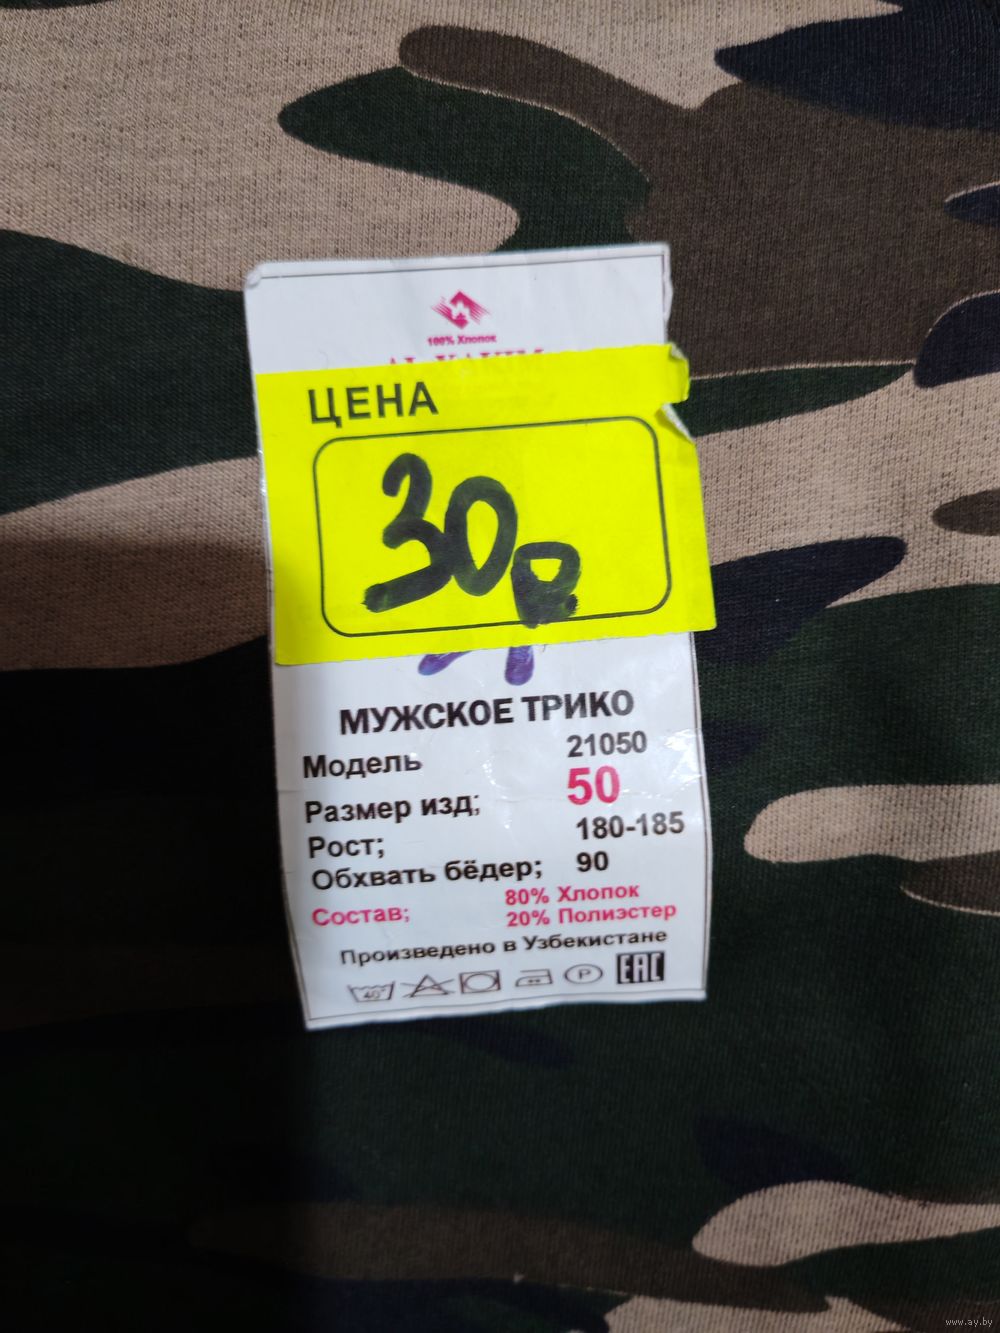 100% Хлопок
ЦЕНА
30р
МУЖСКОЕ ТРИКО
Модель 21050
Размер изд; 50
Рост; 180-185
Обхвать бёдер; 90
Состав; 80% Хлопок
20% Полиэстер
Произведено в Узбекистане
40° P EAC
www.ay.by